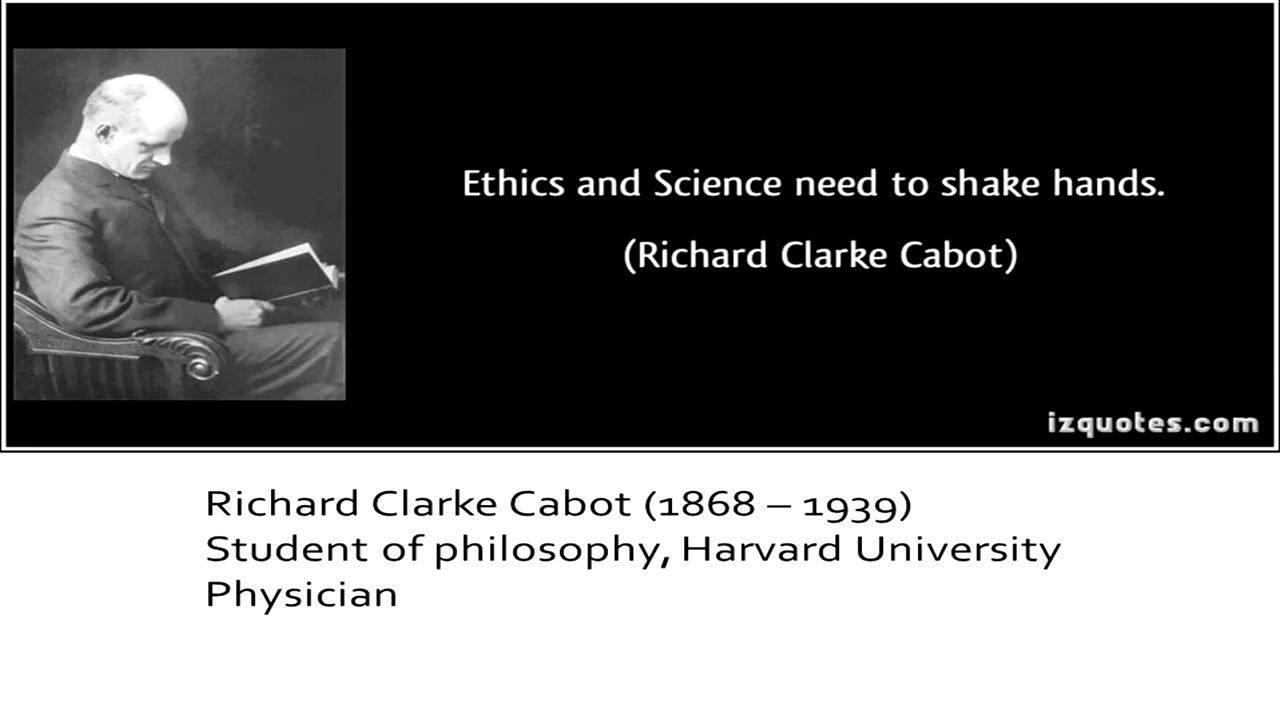 Ethics and Science need to shake hands.
(Richard Clarke Cabot)
izquotes.com
Richard Clarke Cabot (1868 – 1939)
Student of philosophy, Harvard University
Physician